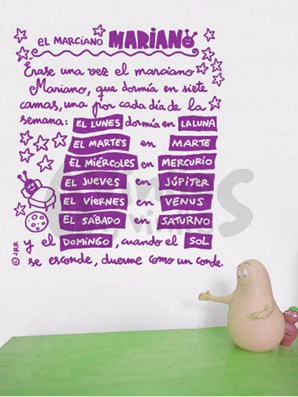 EL MARCIANO MARIANO
Érase una vez el marciano
Mariano, que dormía en siete
camas, una por cada día de la
semana: EL LUNES dormía en LA LUNA
EL MARTES en MARTE
EL MIÉRCOLES en MERCURIO
EL JUEVES en JÚPITER
EL VIERNES en VENUS
EL SÁBADO en SATURNO
y el DOMINGO, cuando el SOL
se esconde, duerme como un conde.
© JRR